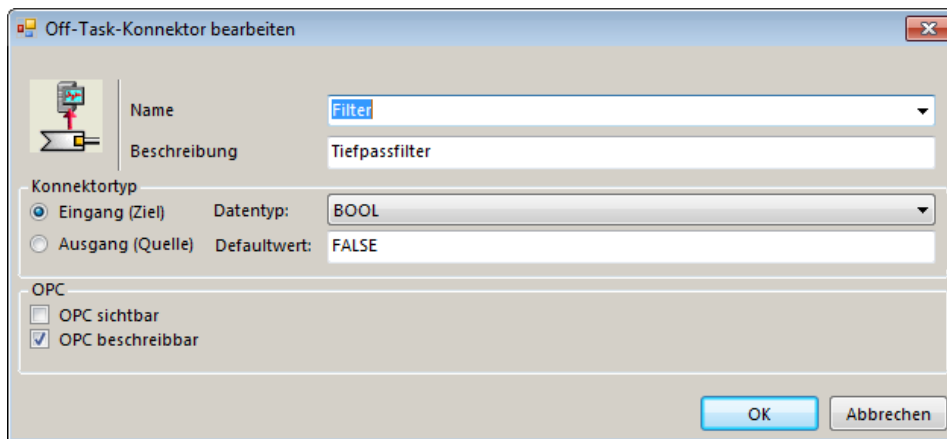 Off-Task-Konnektor bearbeiten
Name
Filter
Beschreibung
Tiefpassfilter
Konnektortyp
Eingang (Ziel)
Datentyp:
BOOL
Ausgang (Quelle)
Defaultwert:
FALSE
OPC
OPC sichtbar
OPC beschreibbar
OK
Abbrechen